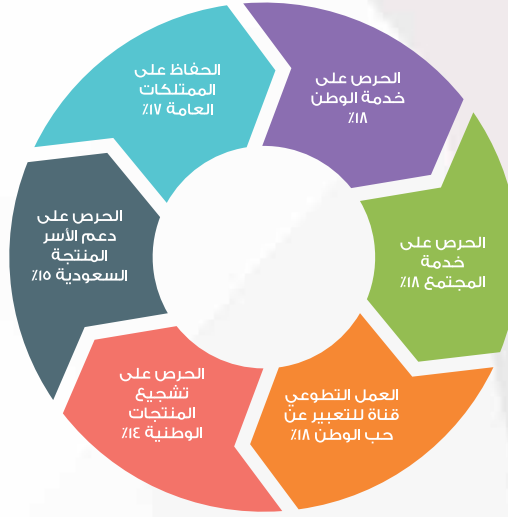 الحرص على
خدمة الوطن
٪١٨
الحرص على
خدمة
المجتمع ١٨٪
العمل التطوعي
قناة للتعبير عن
حب الوطن ١٨٪
الحرص على
تشجيع
المنتجات
الوطنية ١٤٪
الحرص على
دعم الأسر
المنتجة
السعودية ١٥٪
الحفاظ على
الممتلكات
العامة ١٧٪